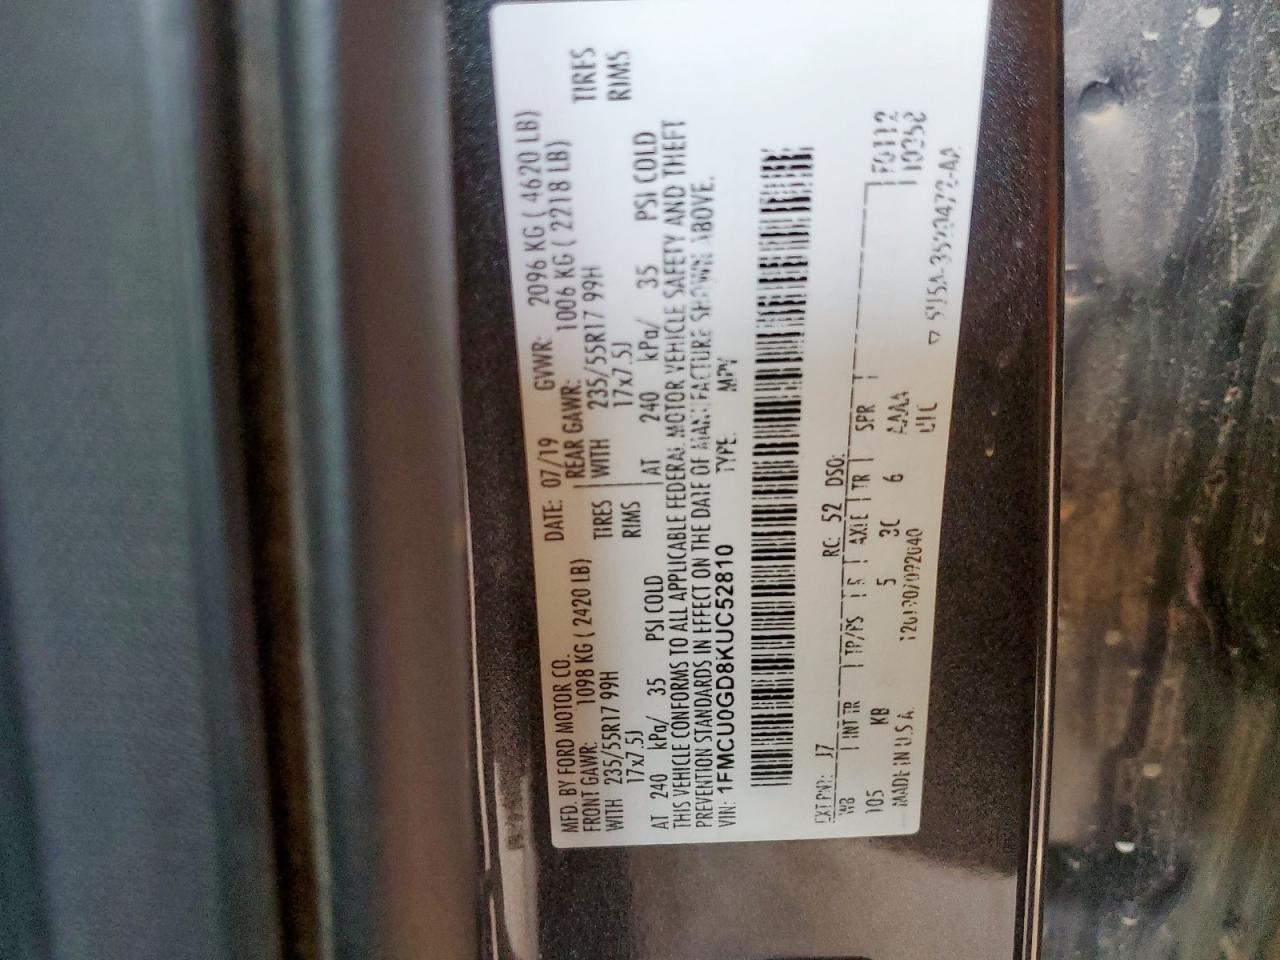 MFD. BY FORD MOTOR CO.
DATE: 07/19 GVWR: 2096 KG ( 4620 LB)
FRONT GAWR: 1098 KG ( 2420 LB) REAR GAWR: 1006 KG ( 2218 LB)
WITH 235/55R17 99H TIRES WITH 235/55R17 99H TIRES
17x7.5J RIMS 17x7.5J RIMS
AT 240 kPa/ 35 PSI COLD AT 240 kPa/ 35 PSI COLD
THIS VEHICLE CONFORMS TO ALL APPLICABLE FEDERAL MOTOR VEHICLE SAFETY AND THEFT
PREVENTION STANDARDS IN EFFECT ON THE DATE OF MANUFACTURE SHOWN ABOVE.
VIN: 1FMCU0GD8KUC52810 TYPE: MPV
EXT PNT: J7 RC: 52 DSO:
WB INT TR TP/PS R AXLE TR SPR
105 KB 5 3C 6 AAAA
MADE IN U.S.A.